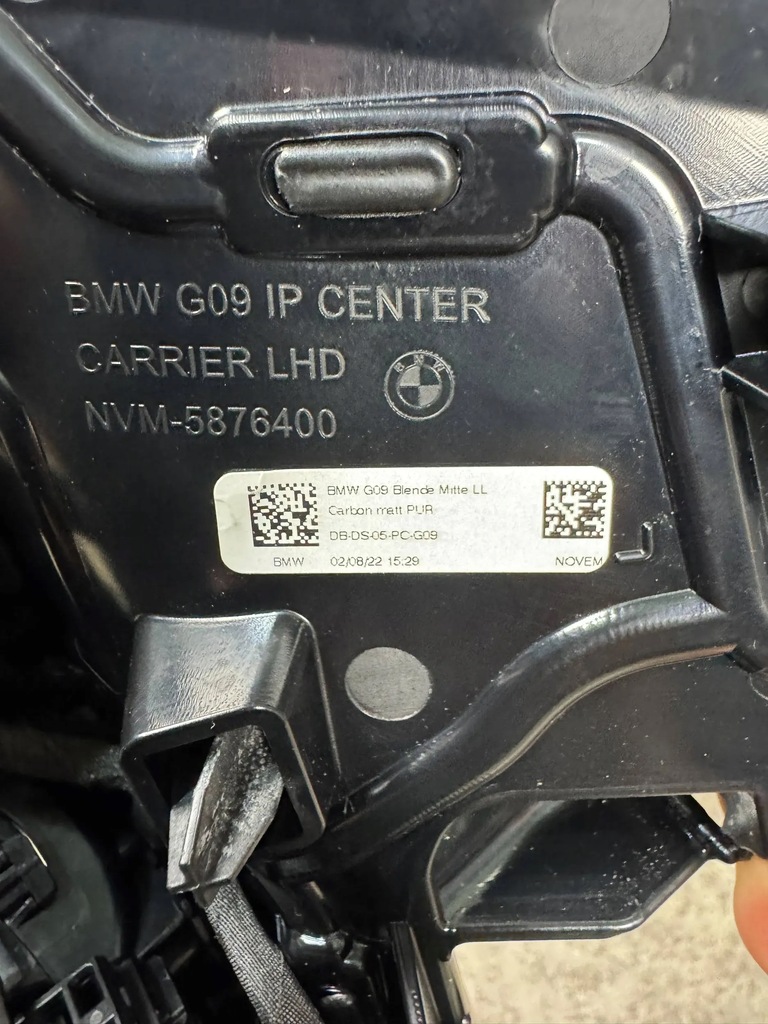 BMW G09 IP CENTER
CARRIER LHD
BMW
NVM-5876400
BMW G09 Blende Mitte LL
Carbon matt PUR
DB-DS-05-PC-G09
BMW 02/08/22 15:29 NOVEM